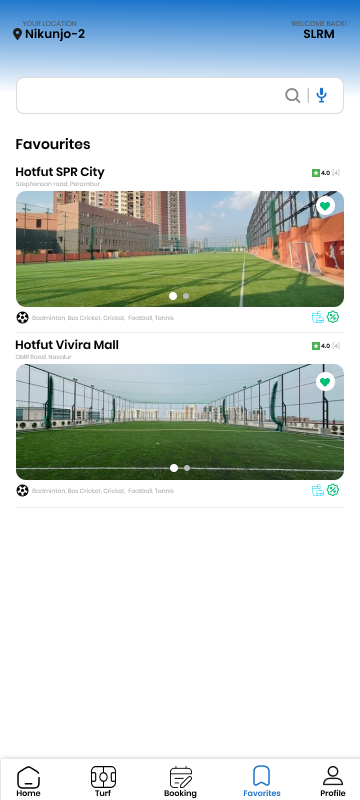 YOUR LOCATION
Nikunjo-2
WELCOME BACK!
SLRM
Favourites
Hotfut SPR City
4.0 (4)
Stephenson road, Perambur
Badminton, Box Cricket, Cricket, Football, Tennis
Hotfut Vivira Mall
4.0 (4)
OMR Road, Navalur
Badminton, Box Cricket, Cricket, Football, Tennis
Home
Turf
Booking
Favorites
Profile